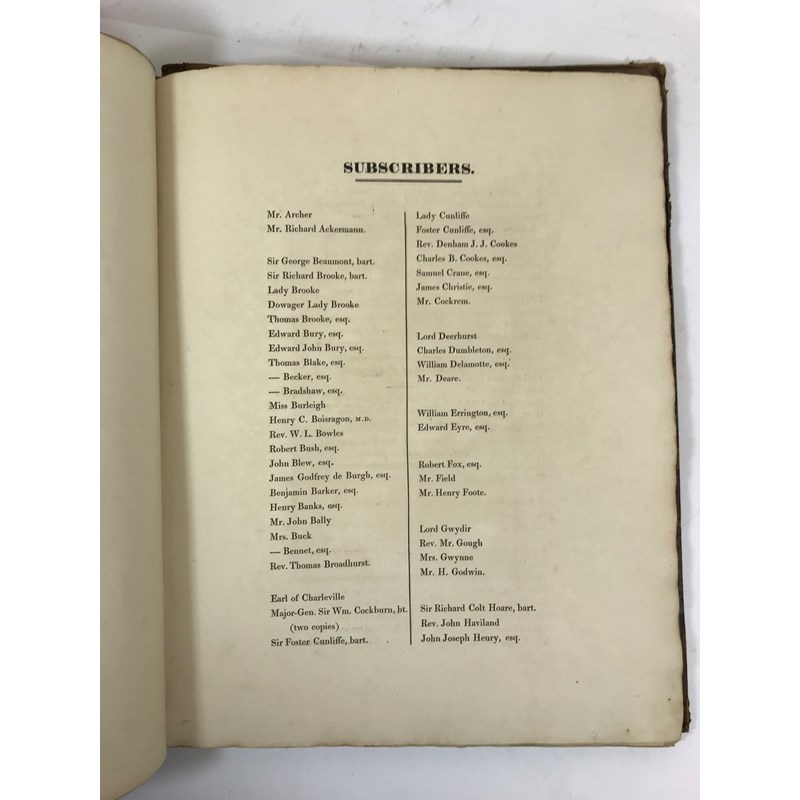 SUBSCRIBERS.
Mr. Archer
Mr. Richard Ackermann.
Sir George Beaumont, bart.
Sir Richard Brooke, bart.
Lady Brooke
Dowager Lady Brooke
Thomas Brooke, esq.
Edward Bury, esq.
Edward John Bury, esq.
Thomas Blake, esq.
— Becker, esq.
— Bradshaw, esq.
Miss Burleigh
Henry C. Boisragon, M.D.
Rev. W. L. Bowles
Robert Bush, esq.
John Blew, esq.
James Godfrey de Burgh, esq.
Benjamin Barker, esq.
Henry Banks, esq.
Mr. John Bally
Mrs. Buck
— Bennet, esq.
Rev. Thomas Broadhurst.
Earl of Charleville
Major-Gen. Sir Wm. Cockburn, bt.
(two copies)
Sir Foster Cunliffe, bart.
Lady Cunliffe
Foster Cunliffe, esq.
Rev. Denham J. J. Cookes
Charles B. Cookes, esq.
Samuel Crane, esq.
James Christie, esq.
Mr. Cockrem.
Lord Deerhurst
Charles Dumbleton, esq.
William Delamotte, esq.
Mr. Deare.
William Errington, esq.
Edward Eyre, esq.
Robert Fox, esq.
Mr. Field
Mr. Henry Foote.
Lord Gwydir
Rev. Mr. Gough
Mrs. Gwynne
Mr. H. Godwin.
Sir Richard Colt Hoare, bart.
Rev. John Haviland
John Joseph Henry, esq.